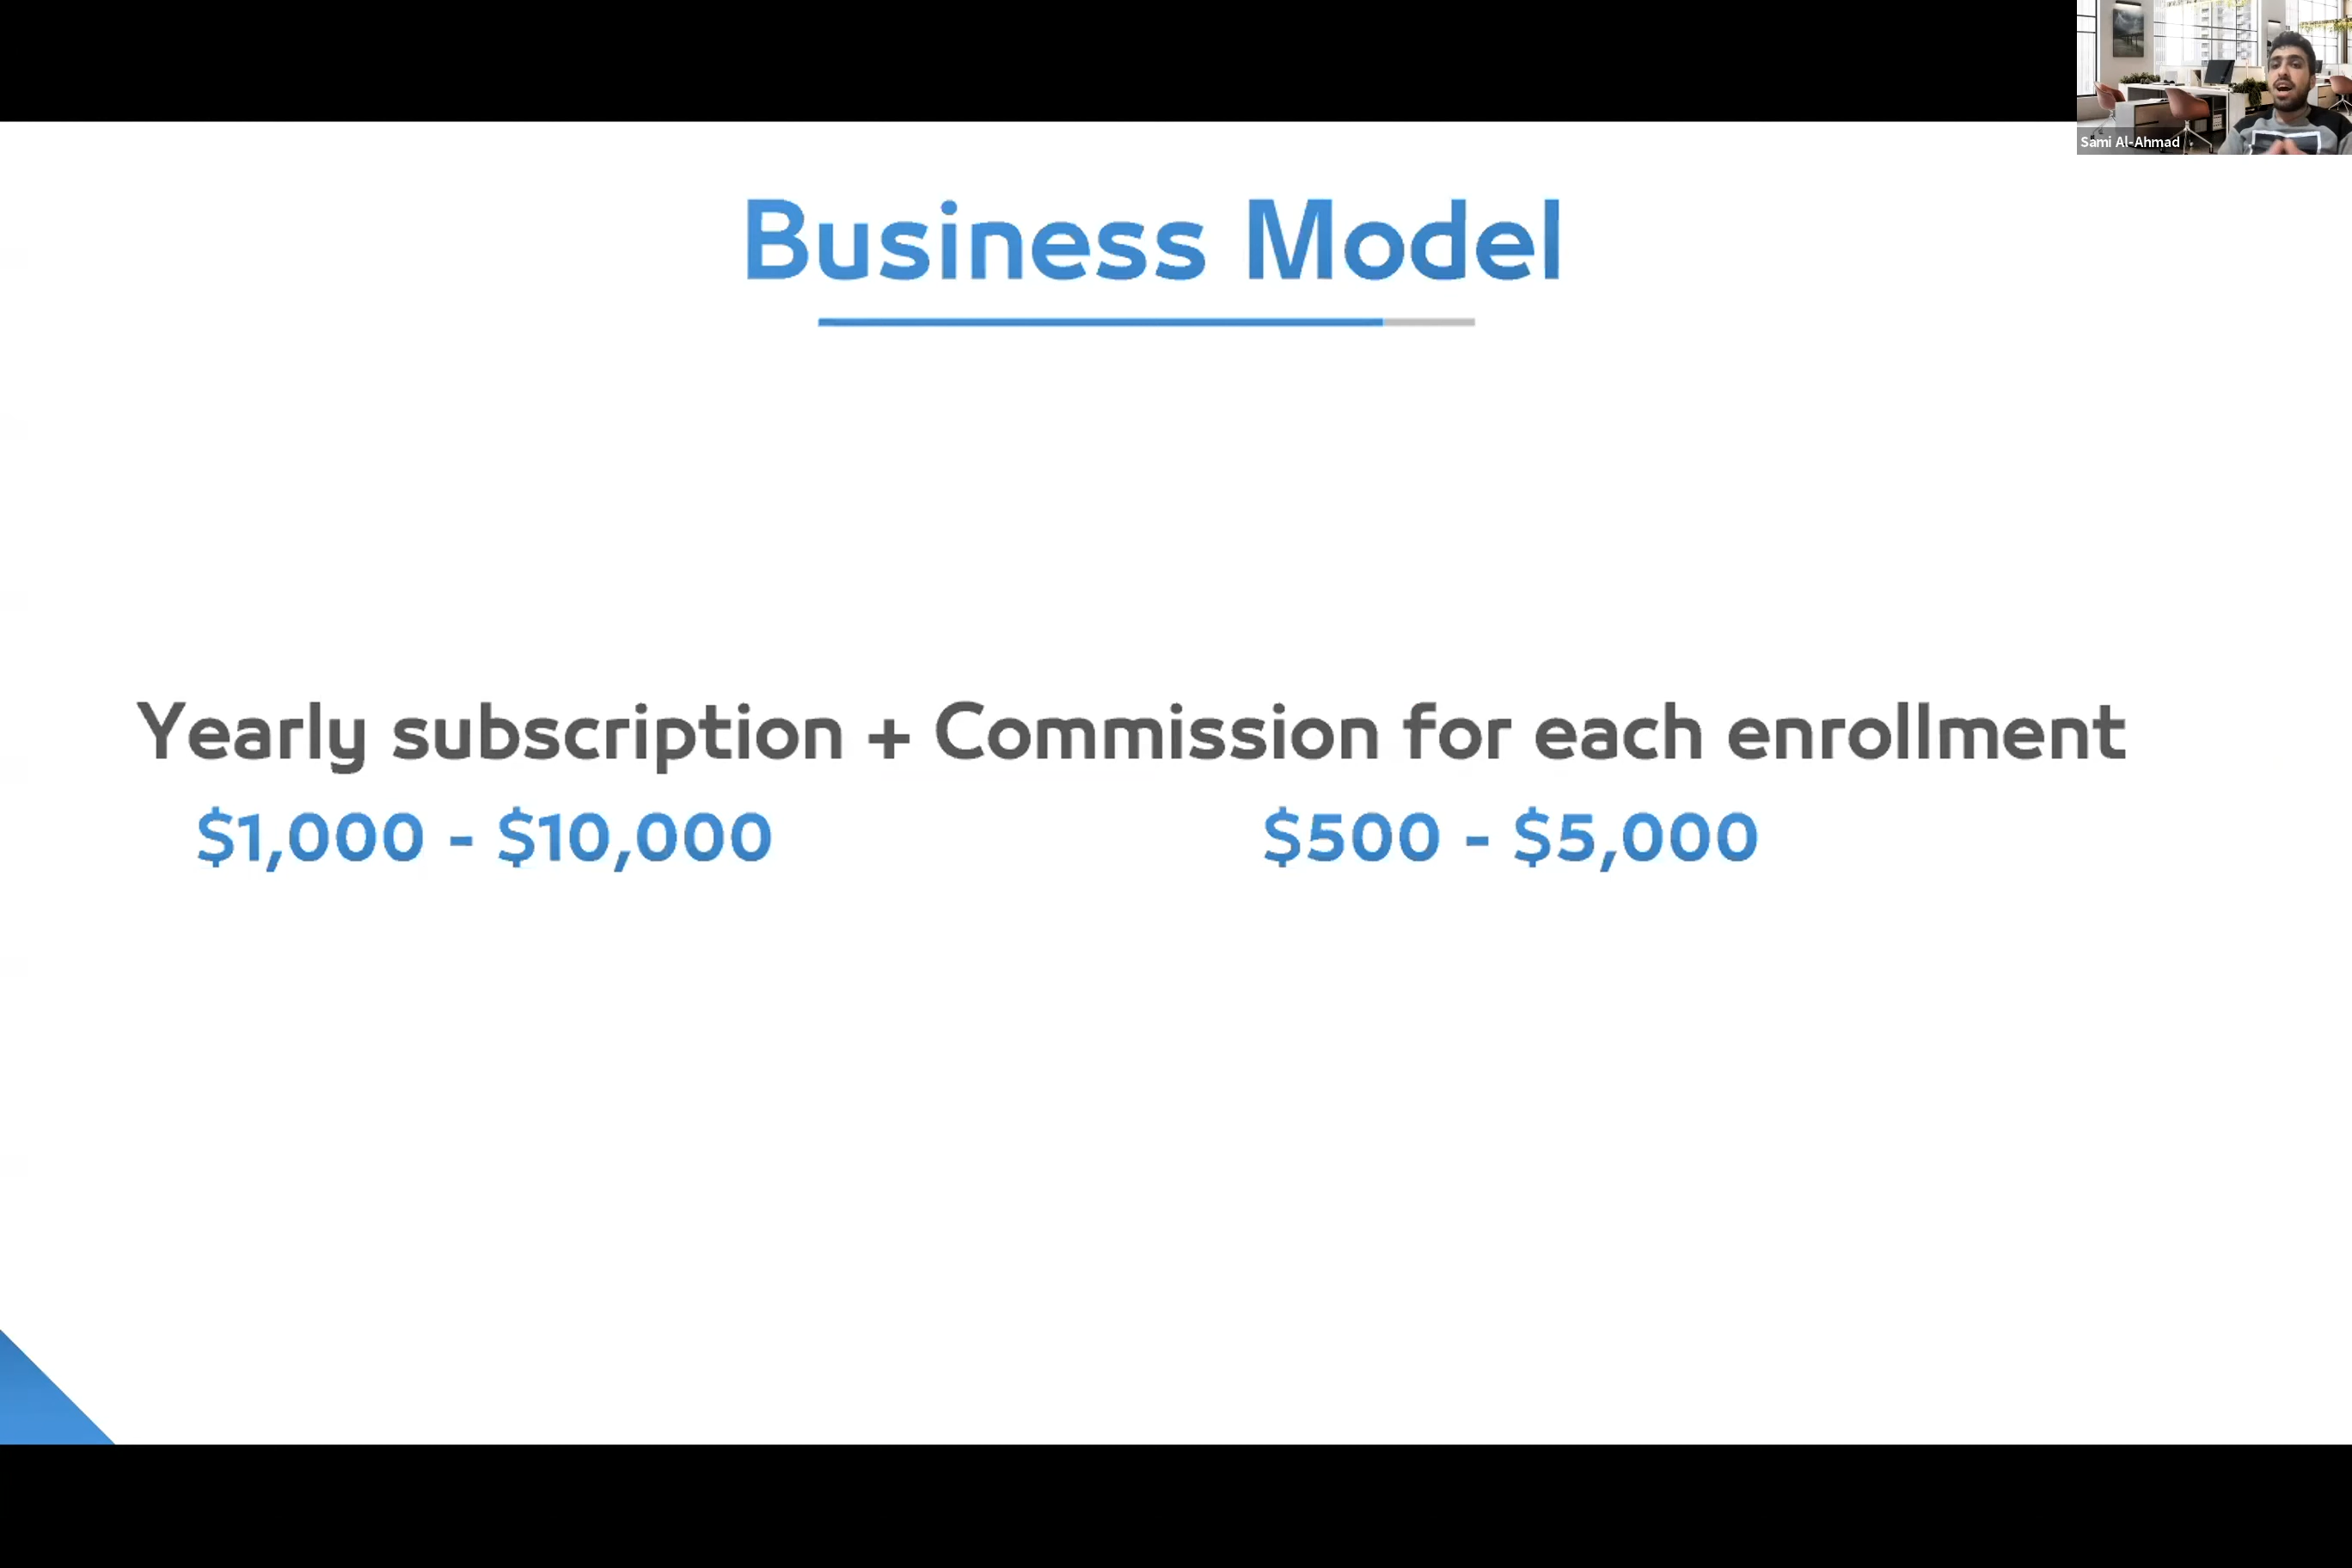 Sami Al-Ahmad
Business Model
Yearly subscription + Commission for each enrollment
$1,000 - $10,000
$500 - $5,000